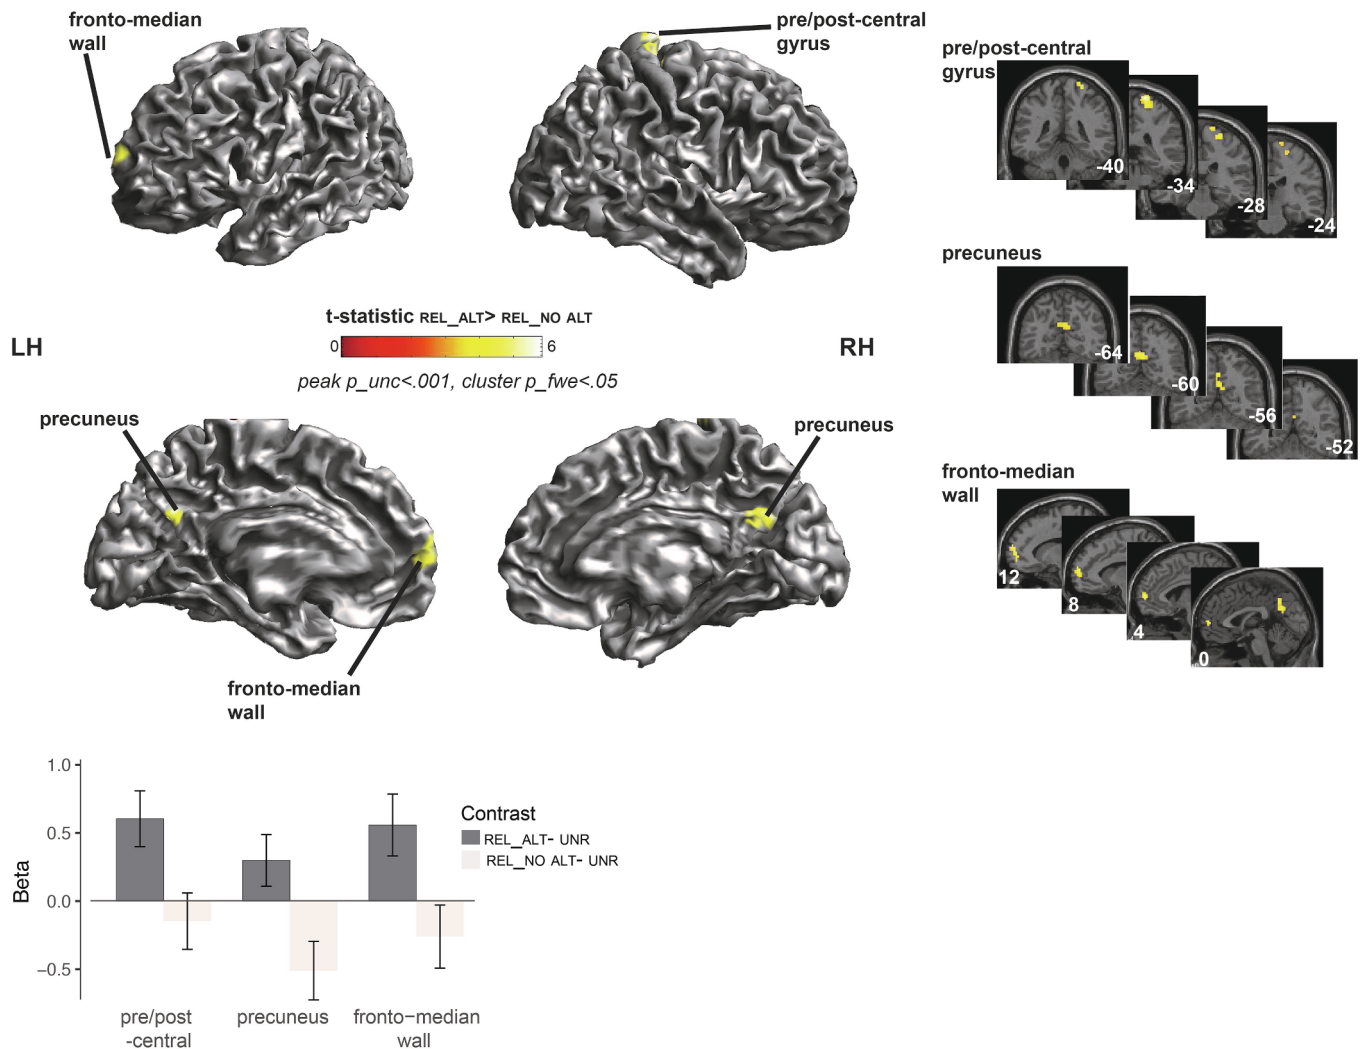 fronto-median
wall
pre/post-central
gyrus
pre/post-central
gyrus
-40
-34
-28
-24
precuneus
-64
-60
-56
-52
t-statistic REL_ALT> REL_NO ALT
0 6
LH
RH
peak p_unc<.001, cluster p_fwe<.05
precuneus
precuneus
fronto-median
wall
fronto-median
wall
12
8
4
0
1.0
0.5
0.0
−0.5
Beta
Contrast
REL_ALT- UNR
REL_NO ALT- UNR
pre/post
-central
precuneus
fronto−median
wall